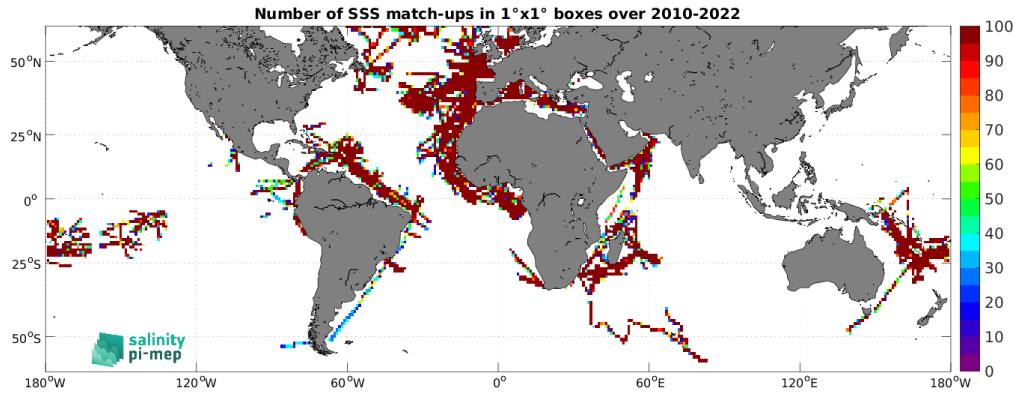 Number of SSS match-ups in 1°x1° boxes over 2010-2022
50°N
25°N
0°
25°S
50°S
180°W
120°W
60°W
0°
60°E
120°E
180°W
100
90
80
70
60
50
40
30
20
10
0
salinity
pi-mep